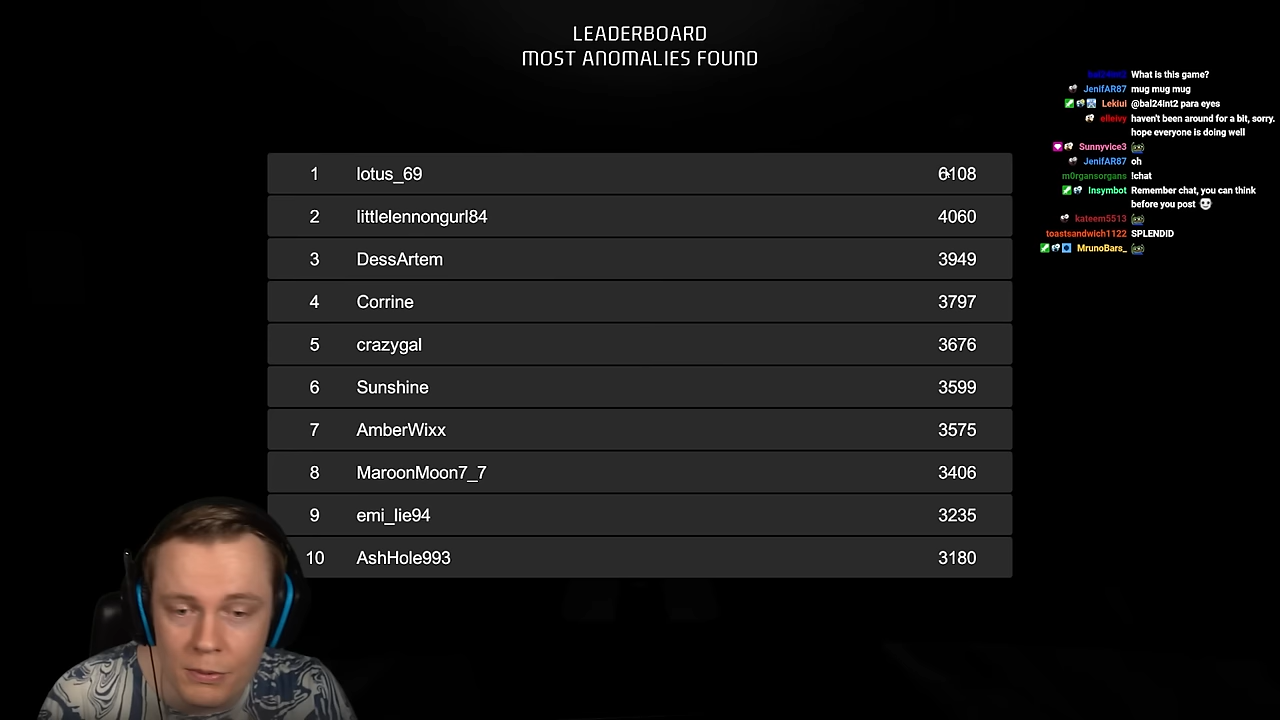 LEADERBOARD
MOST ANOMALIES FOUND
1 lotus_69 6108
2 littlelennongurl84 4060
3 DessArtem 3949
4 Corrine 3797
5 crazygal 3676
6 Sunshine 3599
7 AmberWixx 3575
8 MaroonMoon7_7 3406
9 emi_lie94 3235
10 AshHole993 3180
What is this game?
JenifAR87 mug mug mug
Lekiui @bal24int2 para eyes
elleivy haven't been around for a bit, sorry.
hope everyone is doing well
Sunnyvice3
JenifAR87 oh
m0rgansorgans !chat
Insymbot Remember chat, you can think
before you post
kateem5513
toastsandwich1122 SPLENDID
MrunoBars_